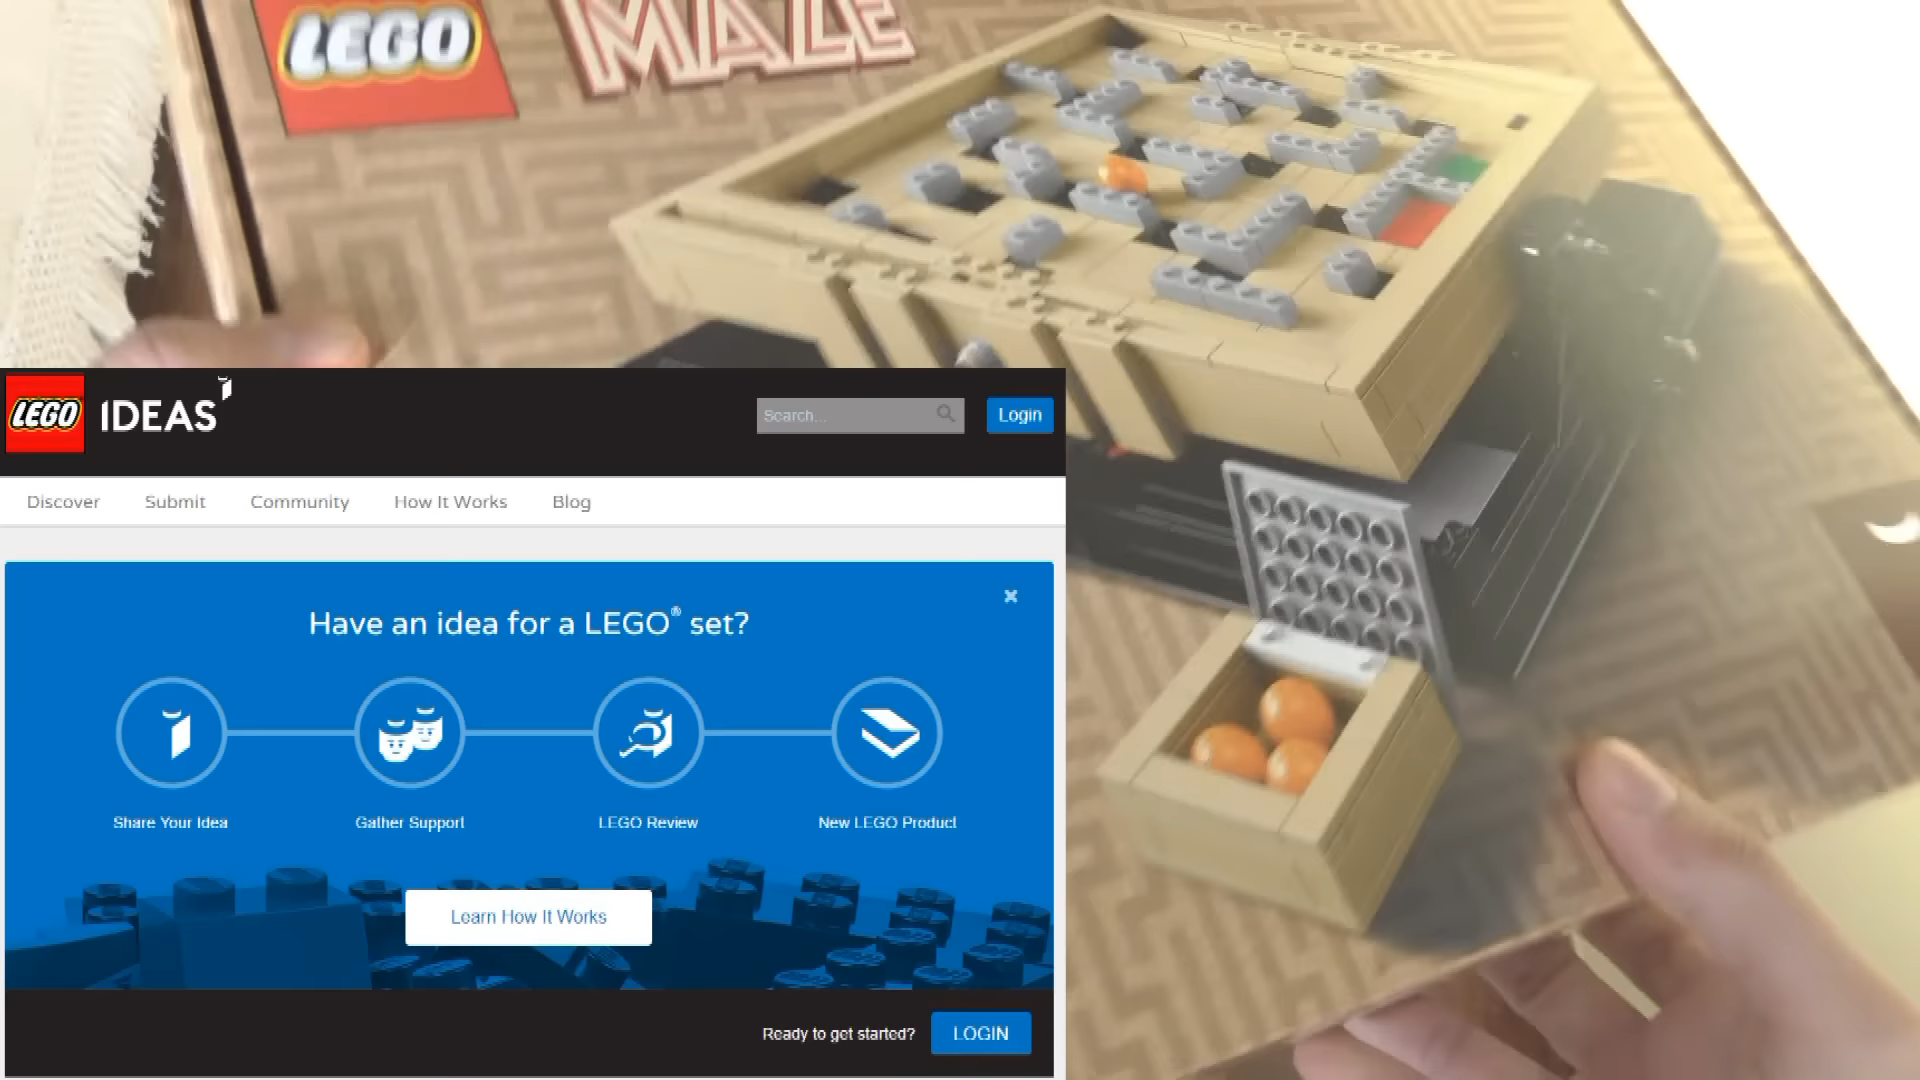 LEGO
MAZE
LEGO IDEAS
Search...
Login
Discover Submit Community How It Works Blog
Have an idea for a LEGO® set?
Share Your Idea Gather Support LEGO Review New LEGO Product
Learn How It Works
Ready to get started? LOGIN